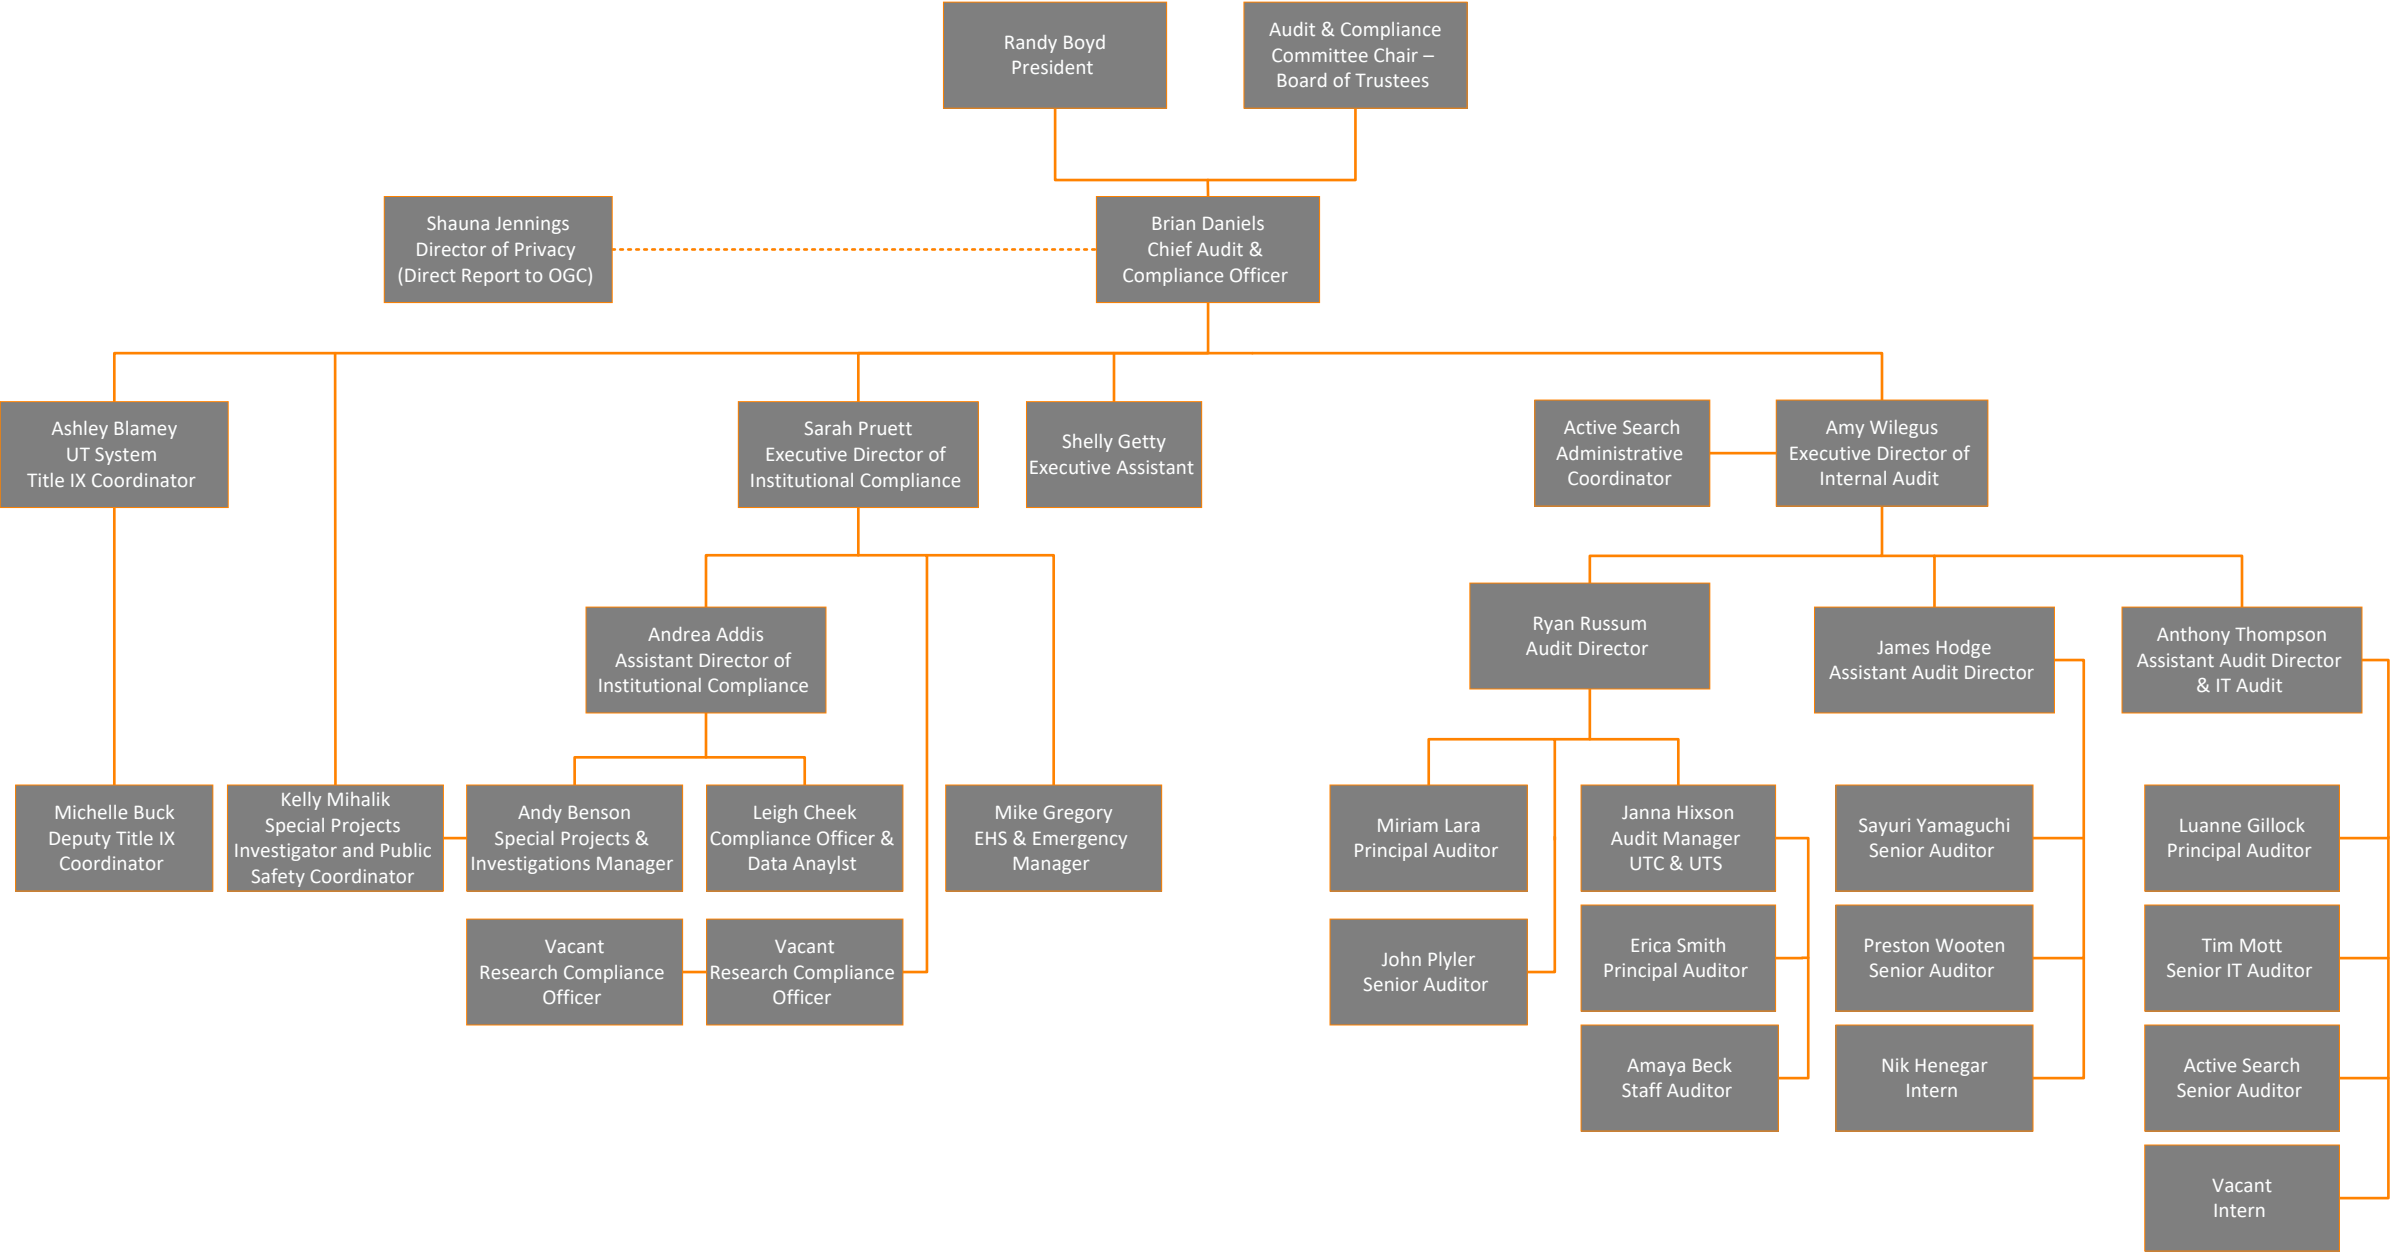 Randy Boyd
President
Audit & Compliance
Committee Chair –
Board of Trustees
Shauna Jennings
Director of Privacy
(Direct Report to OGC)
Brian Daniels
Chief Audit &
Compliance Officer
Ashley Blamey
UT System
Title IX Coordinator
Sarah Pruett
Executive Director of
Institutional Compliance
Shelly Getty
Executive Assistant
Active Search
Administrative
Coordinator
Amy Wilegus
Executive Director of
Internal Audit
Andrea Addis
Assistant Director of
Institutional Compliance
Ryan Russum
Audit Director
James Hodge
Assistant Audit Director
Anthony Thompson
Assistant Audit Director
& IT Audit
Michelle Buck
Deputy Title IX
Coordinator
Kelly Mihalik
Special Projects
Investigator and Public
Safety Coordinator
Andy Benson
Special Projects &
Investigations Manager
Leigh Cheek
Compliance Officer &
Data Anaylst
Mike Gregory
EHS & Emergency
Manager
Miriam Lara
Principal Auditor
Janna Hixson
Audit Manager
UTC & UTS
Sayuri Yamaguchi
Senior Auditor
Luanne Gillock
Principal Auditor
Vacant
Research Compliance
Officer
Vacant
Research Compliance
Officer
John Plyler
Senior Auditor
Erica Smith
Principal Auditor
Preston Wooten
Senior Auditor
Tim Mott
Senior IT Auditor
Amaya Beck
Staff Auditor
Nik Henegar
Intern
Active Search
Senior Auditor
Vacant
Intern